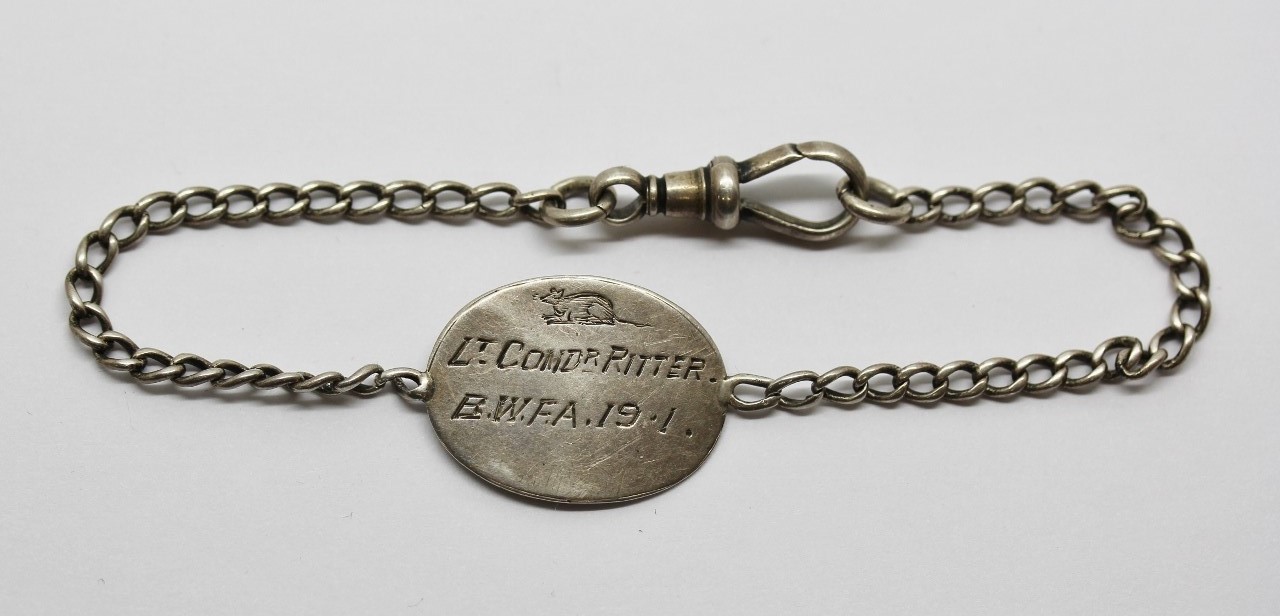 LT. COMDR RITTER.
B.W.F.A. 19·1.